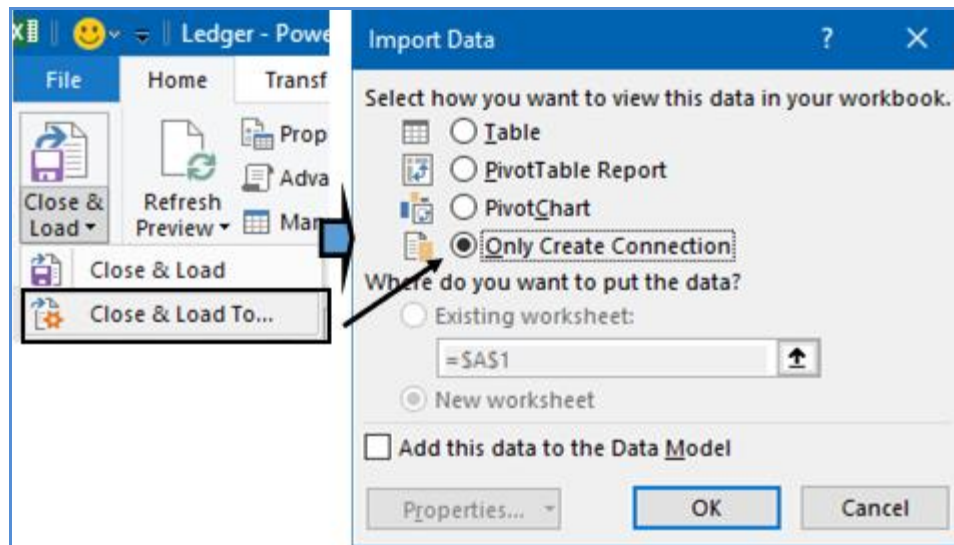 Ledger - Powe
File Home Transf
Close & Load
Refresh Preview
Prop
Adva
Man
Close & Load
Close & Load To...
Import Data ? ×
Select how you want to view this data in your workbook.
Table
PivotTable Report
PivotChart
Only Create Connection
Where do you want to put the data?
Existing worksheet:
=$A$1
New worksheet
Add this data to the Data Model
Properties...
OK Cancel